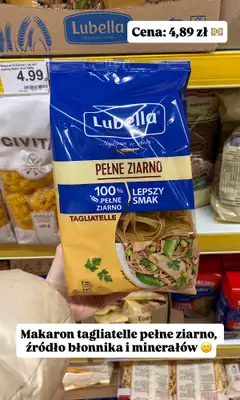 Lubella
Cena: 4,89 zł 💵
4.99
CIVITA
Lubella
PEŁNE ZIARNO
100%
PEŁNE
ZIARNO
LEPSZY
SMAK
TAGLIATELLE
Makaron tagliatelle pełne ziarno,
źródło błonnika i minerałów 🙂